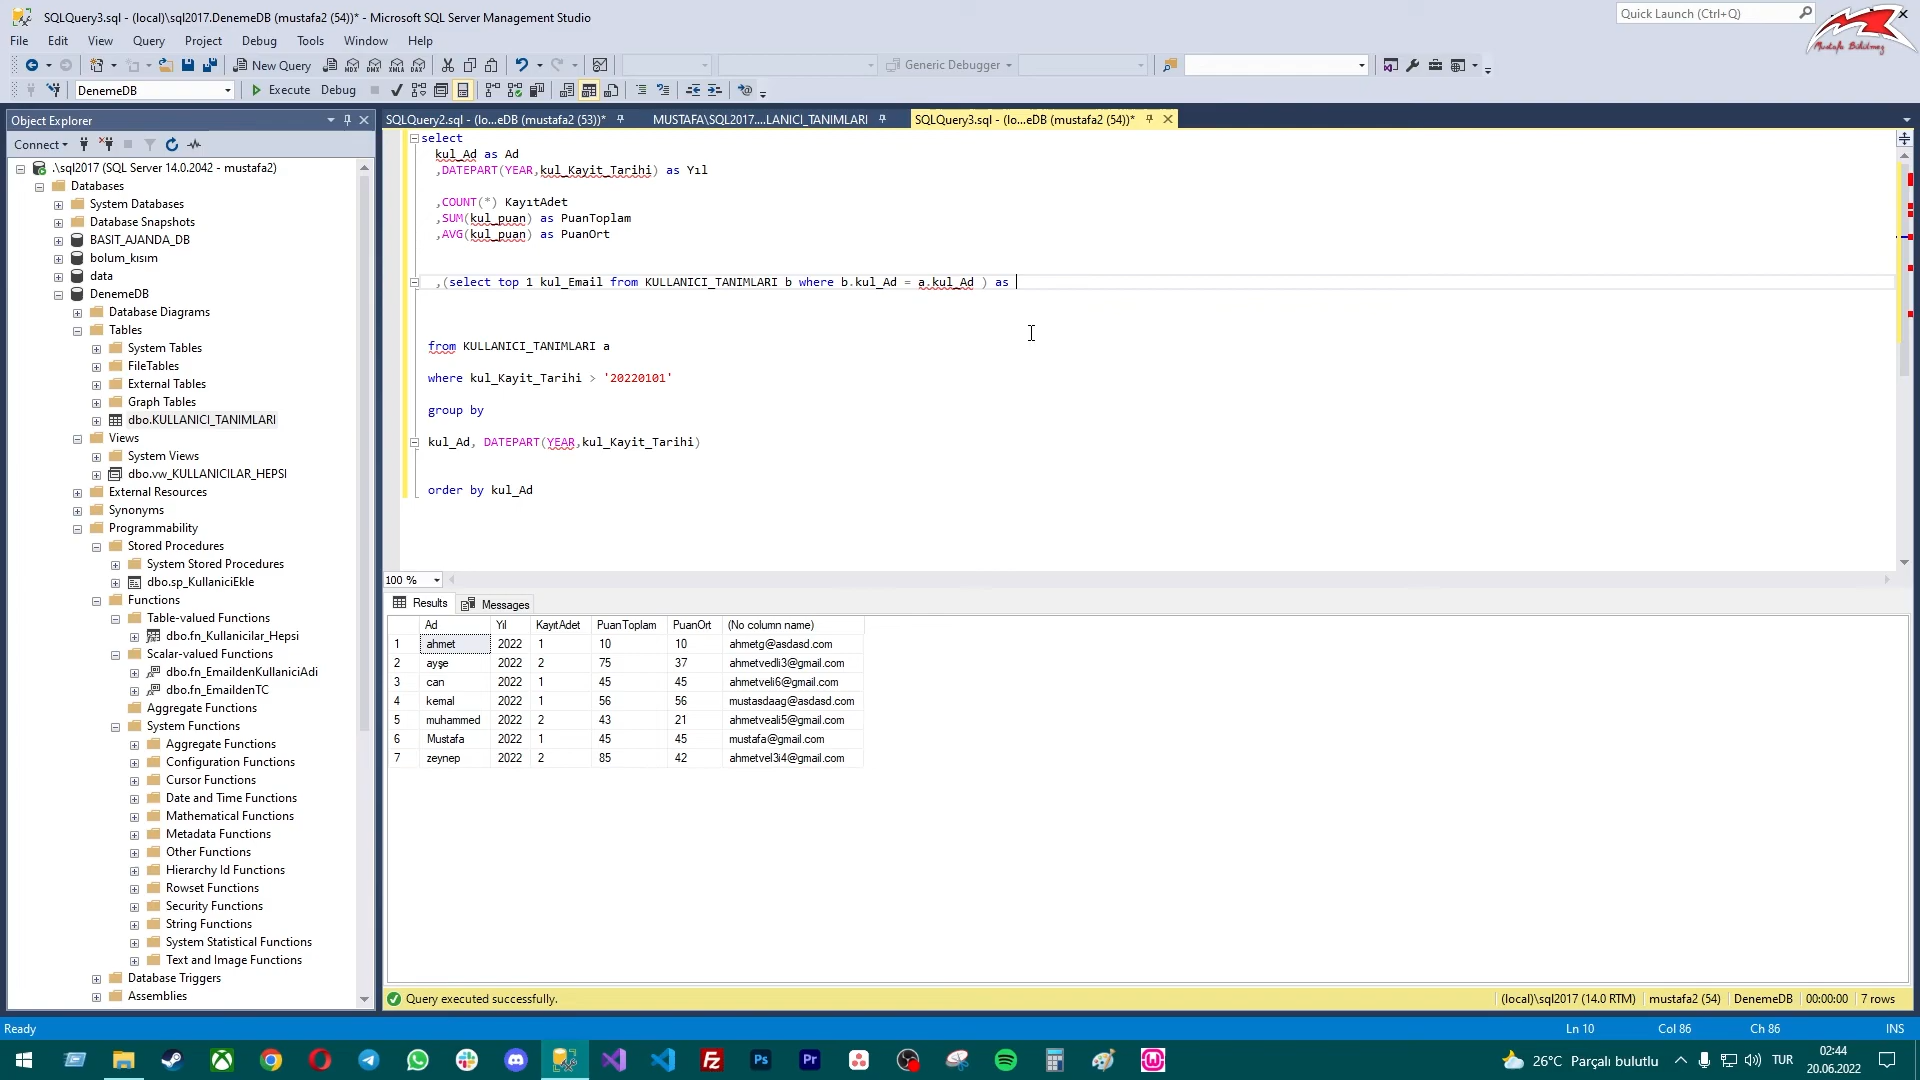 SQLQuery3.sql - (local)\sql2017.DenemeDB (mustafa2 (54))* - Microsoft SQL Server Management Studio
Quick Launch (Ctrl+Q)
Mustafa Bükülmez
File Edit View Query Project Debug Tools Window Help
New Query
MDX DMX XMLA DAX
Generic Debugger
DenemeDB
Execute Debug
Object Explorer
Connect
.\sql2017 (SQL Server 14.0.2042 - mustafa2)
Databases
System Databases
Database Snapshots
BASIT_AJANDA_DB
bolum_kısım
data
DenemeDB
Database Diagrams
Tables
System Tables
FileTables
External Tables
Graph Tables
dbo.KULLANICI_TANIMLARI
Views
System Views
dbo.vw_KULLANICILAR_HEPSI
External Resources
Synonyms
Programmability
Stored Procedures
System Stored Procedures
dbo.sp_KullaniciEkle
Functions
Table-valued Functions
dbo.fn_Kullanicilar_Hepsi
Scalar-valued Functions
dbo.fn_EmaildenKullaniciAdi
dbo.fn_EmaildenTC
Aggregate Functions
System Functions
Aggregate Functions
Configuration Functions
Cursor Functions
Date and Time Functions
Mathematical Functions
Metadata Functions
Other Functions
Hierarchy Id Functions
Rowset Functions
Security Functions
String Functions
System Statistical Functions
Text and Image Functions
Database Triggers
Assemblies
SQLQuery2.sql - (lo...eDB (mustafa2 (53))* MUSTAFA\SQL2017....LANICI_TANIMLARI SQLQuery3.sql - (lo...eDB (mustafa2 (54))*
select
kul_Ad as Ad
,DATEPART(YEAR,kul_Kayit_Tarihi) as Yıl
,COUNT(*) KayıtAdet
,SUM(kul_puan) as PuanToplam
,AVG(kul_puan) as PuanOrt
,(select top 1 kul_Email from KULLANICI_TANIMLARI b where b.kul_Ad = a.kul_Ad ) as
from KULLANICI_TANIMLARI a
where kul_Kayit_Tarihi > '20220101'
group by
kul_Ad, DATEPART(YEAR,kul_Kayit_Tarihi)
order by kul_Ad
100 %
Results Messages
Ad Yıl KayıtAdet PuanToplam PuanOrt (No column name)
1 ahmet 2022 1 10 10 ahmetg@asdasd.com
2 ayşe 2022 2 75 37 ahmetvedli3@gmail.com
3 can 2022 1 45 45 ahmetveli6@gmail.com
4 kemal 2022 1 56 56 mustasdaag@asdasd.com
5 muhammed 2022 2 43 21 ahmetveali5@gmail.com
6 Mustafa 2022 1 45 45 mustafa@gmail.com
7 zeynep 2022 2 85 42 ahmetvel3i4@gmail.com
Query executed successfully. (local)\sql2017 (14.0 RTM) mustafa2 (54) DenemeDB 00:00:00 7 rows
Ready Ln 10 Col 86 Ch 86 INS
Ps Pr
26°C Parçalı bulutlu TUR 02:44
20.06.2022